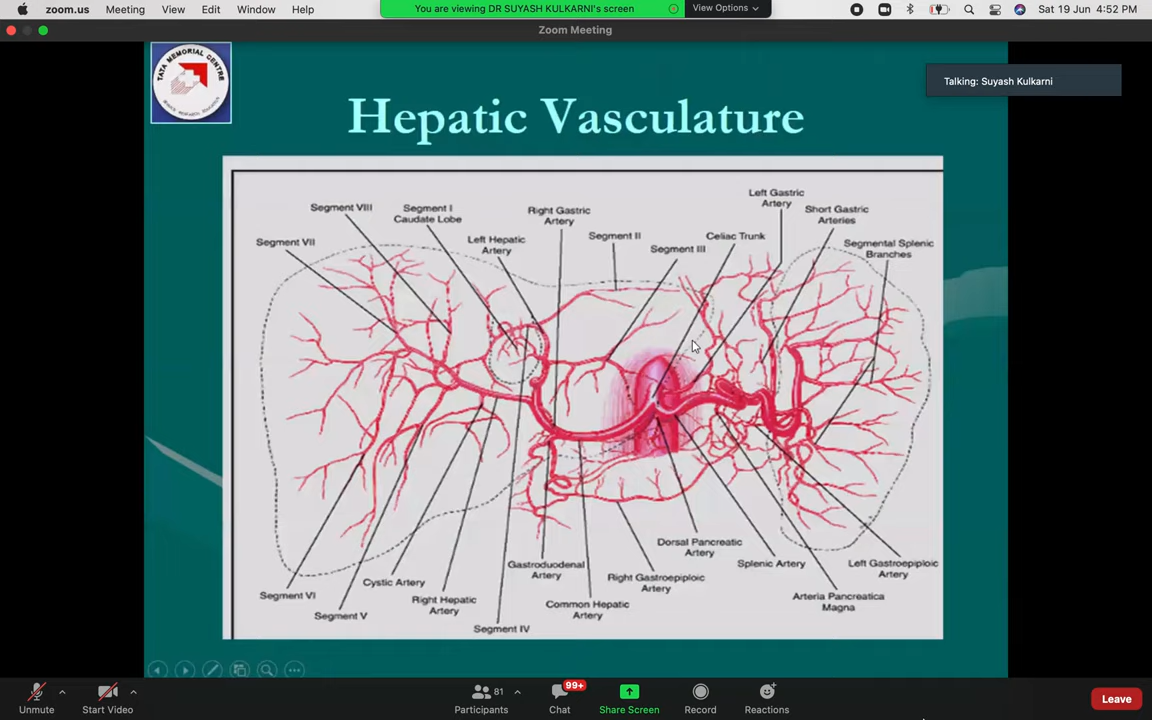 zoom.us Meeting View Edit Window Help
You are viewing DR SUYASH KULKARNI's screen
View Options
Sat 19 Jun 4:52 PM
Zoom Meeting
Talking: Suyash Kulkarni
TATA MEMORIAL CENTRE
Hepatic Vasculature
Left Gastric
Artery
Segment VIII
Segment I
Caudate Lobe
Right Gastric
Artery
Short Gastric
Arteries
Segment VII
Left Hepatic
Artery
Segment II
Segment III
Celiac Trunk
Segmental Splenic
Branches
Dorsal Pancreatic
Artery
Gastroduodenal
Artery
Splenic Artery
Left Gastroepiploic
Artery
Cystic Artery
Right Gastroepiploic
Artery
Segment VI
Right Hepatic
Artery
Common Hepatic
Artery
Arteria Pancreatica
Magna
Segment V
Segment IV
99+
81
Unmute
Start Video
Participants
Chat
Share Screen
Record
Reactions
Leave